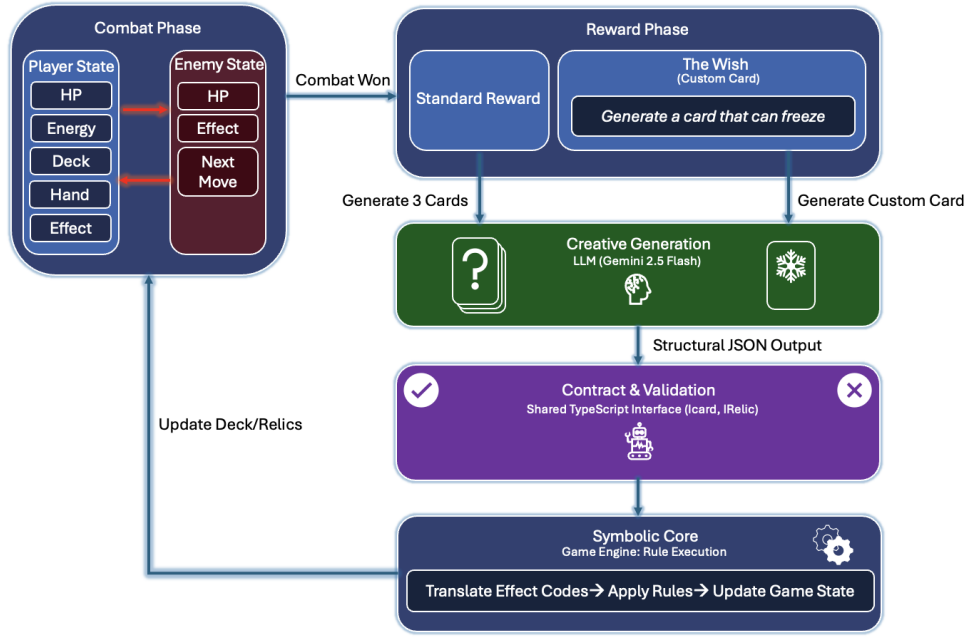 Combat Phase
Player State
HP
Energy
Deck
Hand
Effect
Enemy State
HP
Effect
Next
Move
Combat Won
Reward Phase
Standard Reward
The Wish
(Custom Card)
Generate a card that can freeze
Generate 3 Cards
Generate Custom Card
Creative Generation
LLM (Gemini 2.5 Flash)
?
Structural JSON Output
Contract & Validation
Shared TypeScript Interface (Icard, IRelic)
Update Deck/Relics
Symbolic Core
Game Engine: Rule Execution
Translate Effect Codes→ Apply Rules→ Update Game State